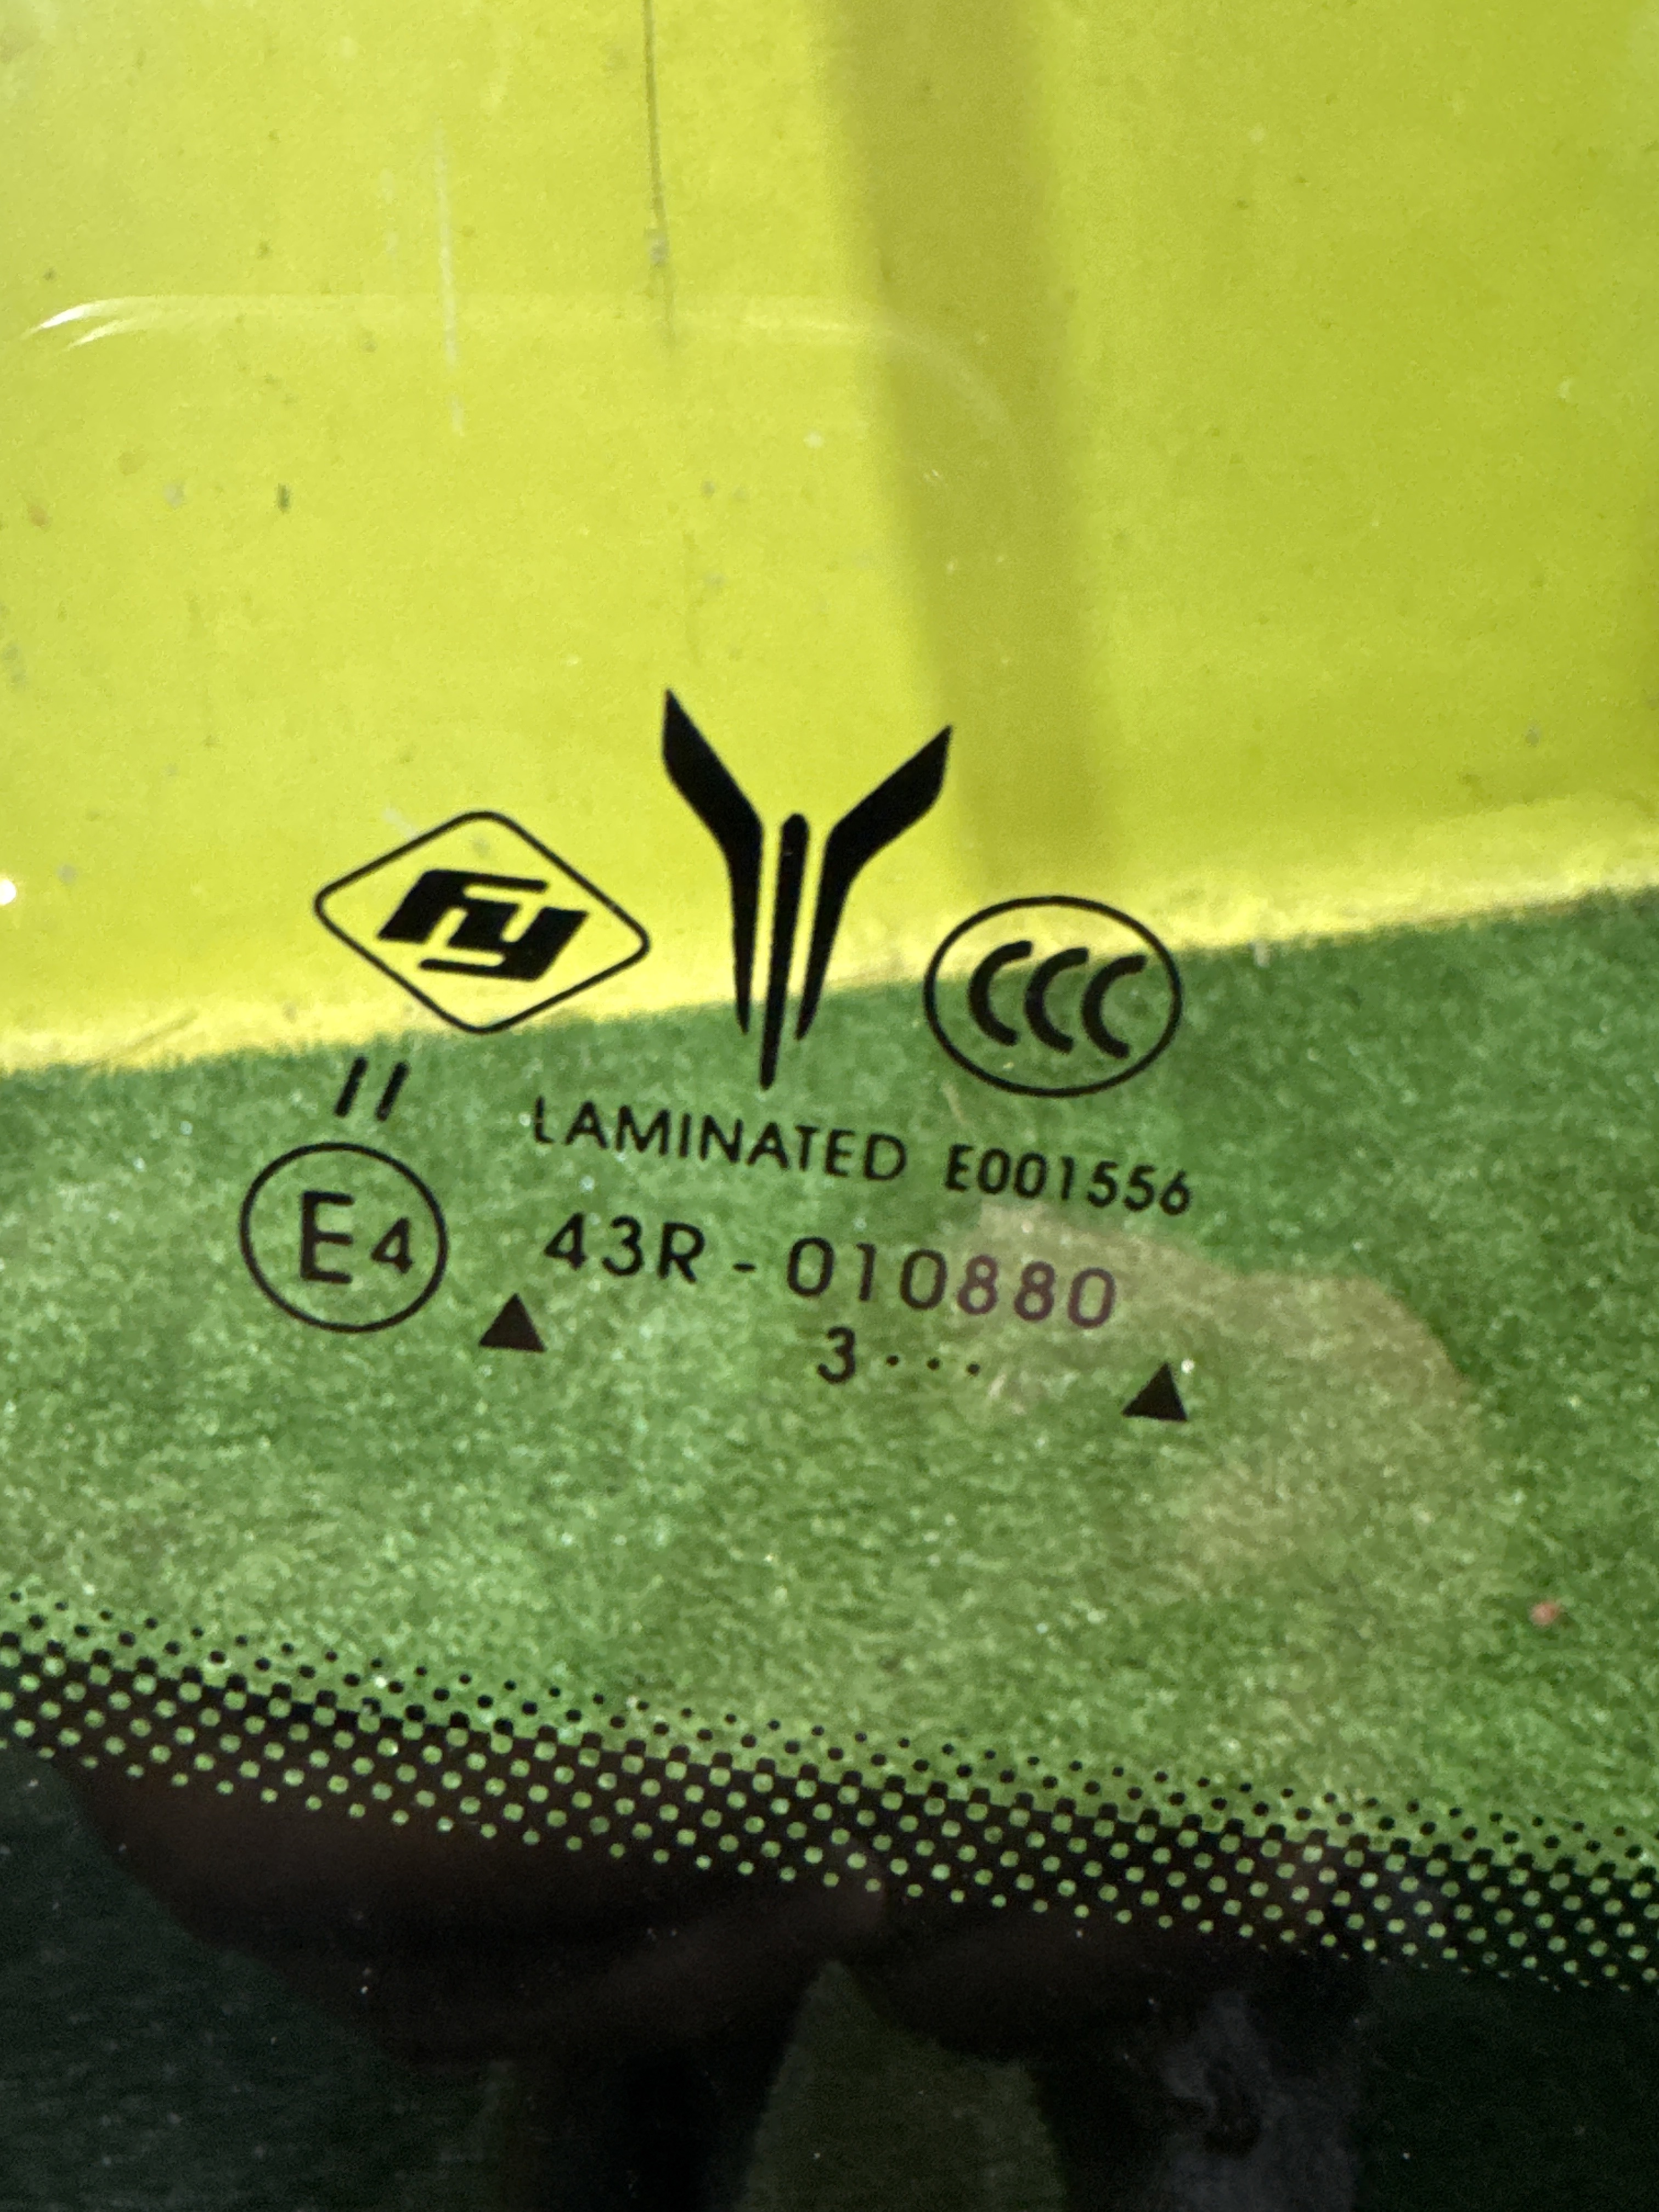 fy
CCC
II
LAMINATED E001556
E4 43R - 010880
▲ 3 · · · ▲